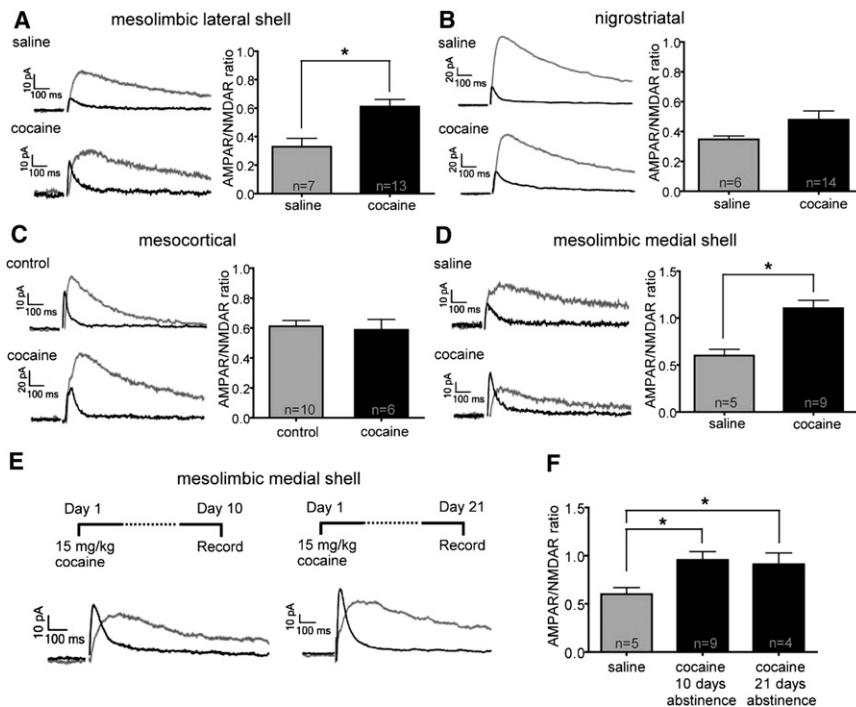 A
mesolimbic lateral shell
saline
10 pA
100 ms
cocaine
10 pA
100 ms
AMPAR/NMDAR ratio
1.0
0.8
0.6
0.4
0.2
0.0
*
n=7
n=13
saline
cocaine
B
nigrostriatal
saline
20 pA
100 ms
cocaine
20 pA
100 ms
AMPAR/NMDAR ratio
1.0
0.8
0.6
0.4
0.2
0.0
n=6
n=14
saline
cocaine
C
mesocortical
control
10 pA
100 ms
cocaine
20 pA
100 ms
AMPAR/NMDAR ratio
1.0
0.8
0.6
0.4
0.2
0.0
n=10
n=6
control
cocaine
D
mesolimbic medial shell
saline
10 pA
100 ms
cocaine
10 pA
100 ms
AMPAR/NMDAR ratio
1.5
1.0
0.5
0.0
*
n=5
n=9
saline
cocaine
E
mesolimbic medial shell
Day 1
Day 10
15 mg/kg
cocaine
Record
10 pA
100 ms
Day 1
Day 21
15 mg/kg
cocaine
Record
10 pA
100 ms
F
AMPAR/NMDAR ratio
1.5
1.0
0.5
0.0
*
*
n=5
n=9
n=4
saline
cocaine
10 days
abstinence
cocaine
21 days
abstinence